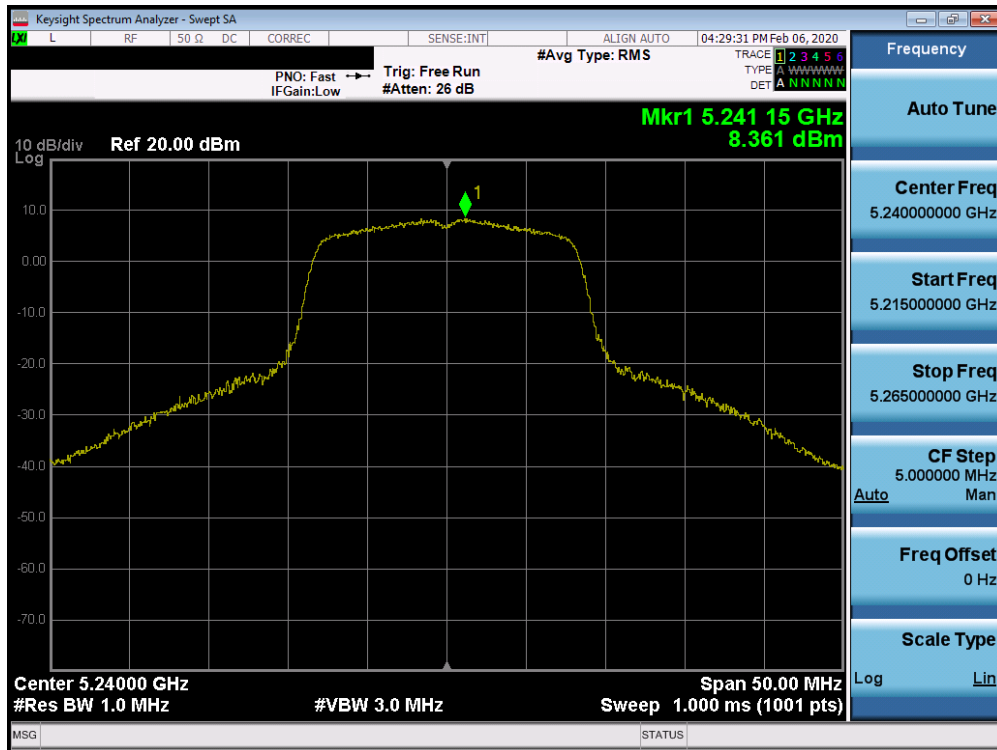 Keysight Spectrum Analyzer - Swept SA
LXI L RF 50 Ω DC CORREC SENSE:INT ALIGN AUTO 04:29:31 PM Feb 06, 2020
#Avg Type: RMS TRACE 1 2 3 4 5 6
PNO: Fast Trig: Free Run TYPE A WWWWW
IFGain:Low #Atten: 26 dB DET A N N N N N
Mkr1 5.241 15 GHz
8.361 dBm
10 dB/div Ref 20.00 dBm
Log
1
10.0
0.00
-10.0
-20.0
-30.0
-40.0
-50.0
-60.0
-70.0
Center 5.24000 GHz Span 50.00 MHz
#Res BW 1.0 MHz #VBW 3.0 MHz Sweep 1.000 ms (1001 pts)
MSG STATUS
Frequency
Auto Tune
Center Freq
5.240000000 GHz
Start Freq
5.215000000 GHz
Stop Freq
5.265000000 GHz
CF Step
5.000000 MHz
Auto Man
Freq Offset
0 Hz
Scale Type
Log Lin